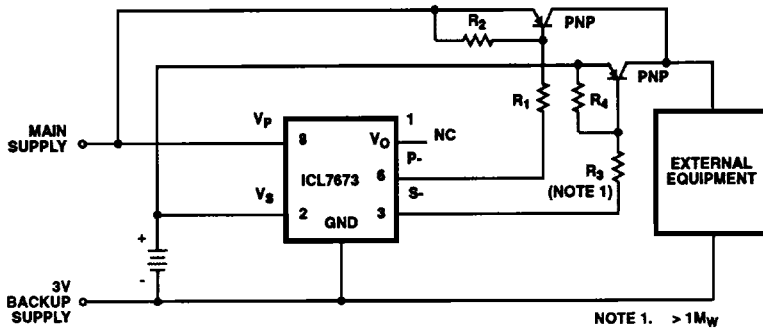 PNP
R2
PNP
R1
R4
MAIN
SUPPLY
VP
8
1
VO
NC
P-
ICL7673
6
S-
R3
(NOTE 1)
EXTERNAL
EQUIPMENT
VS
2
3
GND
+
-
3V
BACKUP
SUPPLY
NOTE 1. > 1MW